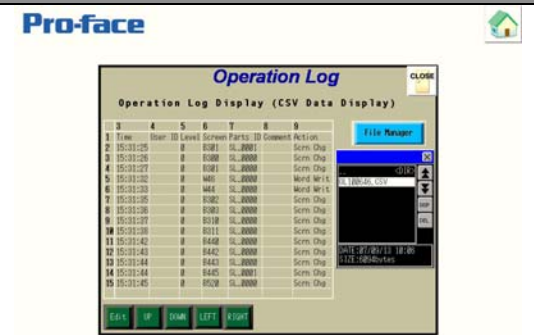 Pro-face
Operation Log
CLOSE
Operation Log Display (CSV Data Display)
File Manager
3 4 5 6 7 8 9
1 Time User ID Level Screen Parts ID Comment Action
2 15:31:25 0 B301 SL_0001 Scrn Chg
3 15:31:26 0 B300 SL_0000 Scrn Chg
4 15:31:27 0 B301 SL_0000 Scrn Chg
5 15:31:32 0 SL_0000 Word Writ
6 15:31:33 0 SL_0000 Word Writ
7 15:31:35 0 B302 SL_0000 Scrn Chg
8 15:31:36 0 B303 SL_0000 Scrn Chg
9 15:31:37 0 B310 SL_0000 Scrn Chg
10 15:31:38 0 B311 SL_0000 Scrn Chg
11 15:31:42 0 B440 SL_0000 Scrn Chg
12 15:31:43 0 B442 SL_0000 Scrn Chg
13 15:31:44 0 B443 SL_0000 Scrn Chg
14 15:31:44 0 B445 SL_0001 Scrn Chg
15 15:31:45 0 B520 SL_0000 Scrn Chg
<DIR>
DEL
DATE:07/09/13 10:06
SIZE:6094bytes
Edit UP DOWN LEFT RIGHT